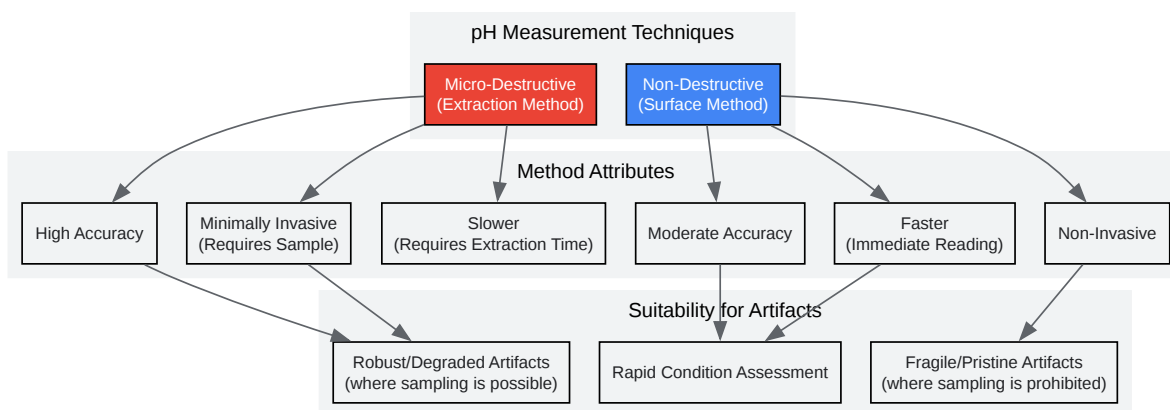 pH Measurement Techniques
Micro-Destructive
(Extraction Method)
Non-Destructive
(Surface Method)
Method Attributes
High Accuracy
Minimally Invasive
(Requires Sample)
Slower
(Requires Extraction Time)
Moderate Accuracy
Faster
(Immediate Reading)
Non-Invasive
Suitability for Artifacts
Robust/Degraded Artifacts
(where sampling is possible)
Rapid Condition Assessment
Fragile/Pristine Artifacts
(where sampling is prohibited)